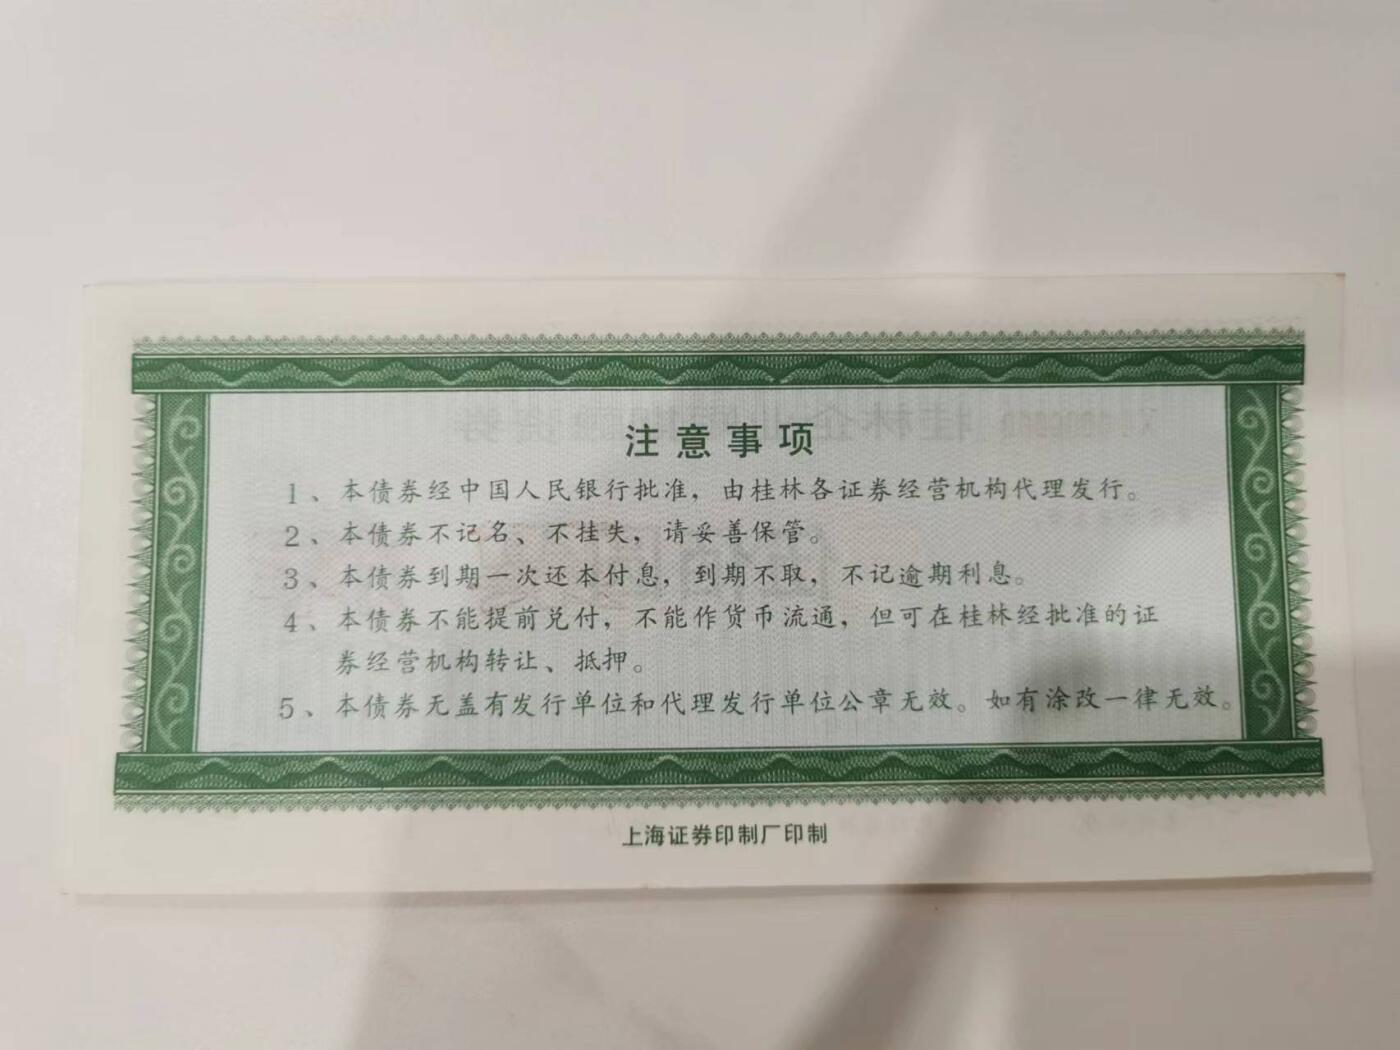 注意事项
1、本债券经中国人民银行批准，由桂林各证券经营机构代理发行。
2、本债券不记名、不挂失，请妥善保管。
3、本债券到期一次还本付息，到期不取，不记逾期利息。
4、本债券不能提前兑付，不能作货币流通，但可在桂林经批准的证
券经营机构转让、抵押。
5、本债券无盖有发行单位和代理发行单位公章无效。如有涂改一律无效。
上海证券印制厂印制